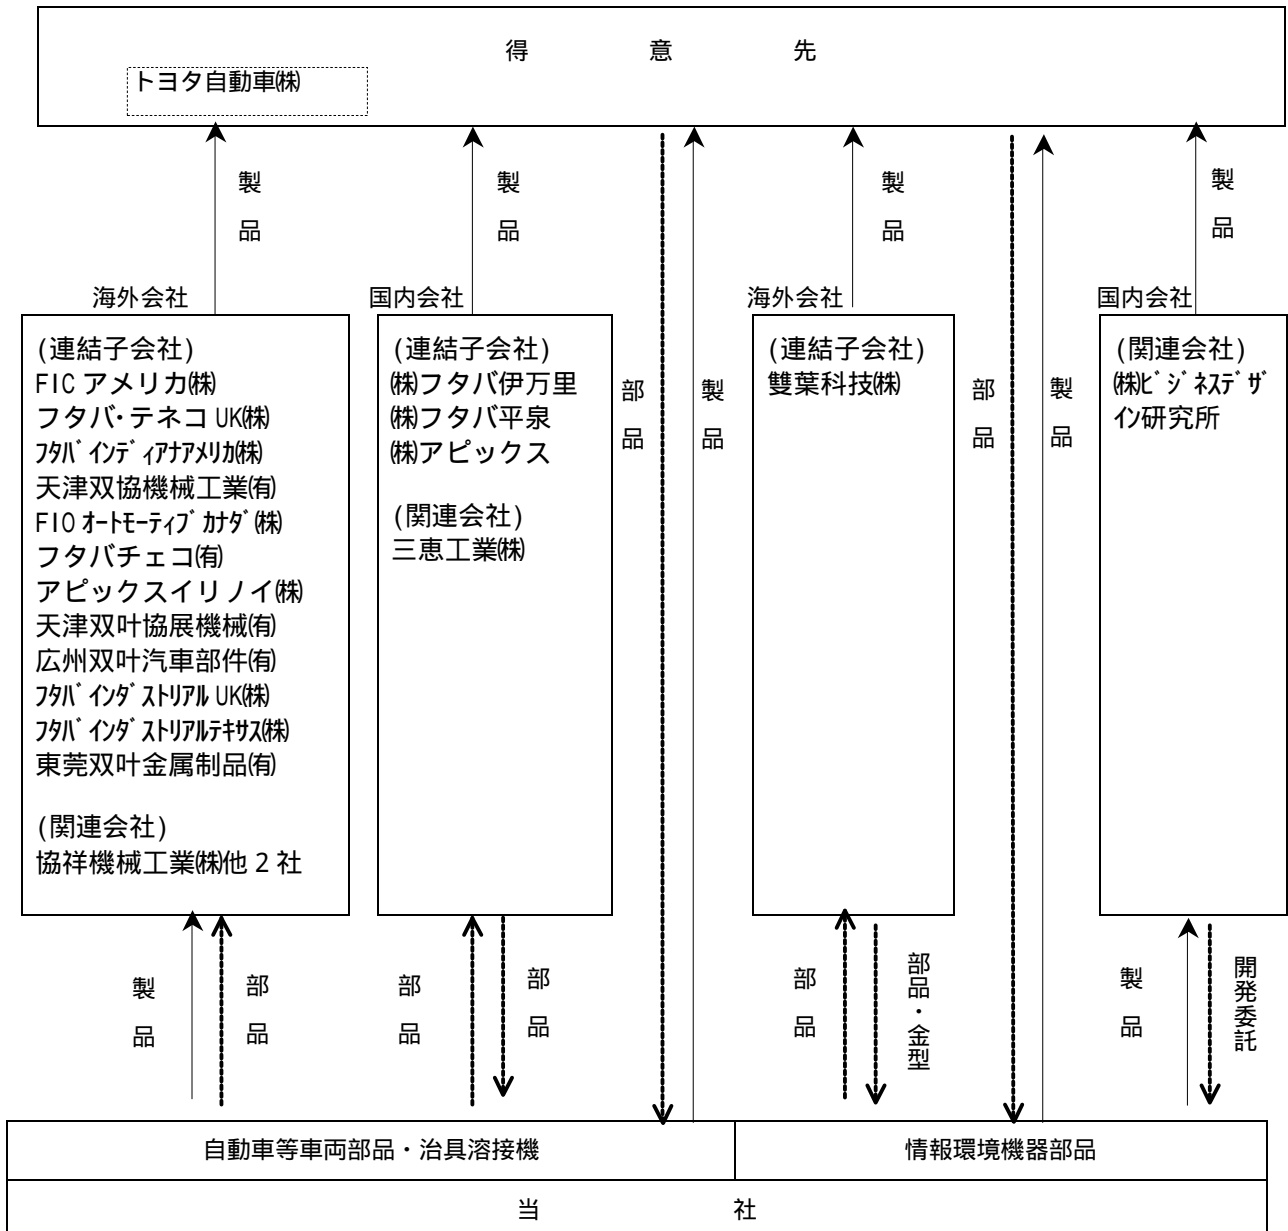 得意先
トヨタ自動車㈱
製品
製品
製品
製品
海外会社
国内会社
海外会社
国内会社
(連結子会社)
FIC アメリカ㈱
フタバ・テネコ UK㈱
ﾌﾀﾊﾞｲﾝﾃﾞｨｱﾅｱﾒﾘｶ㈱
天津双協機械工業㈲
FIO ｵｰﾄﾓｰﾃｨﾌﾞｶﾅﾀﾞ㈱
フタバチェコ㈲
アピックスイリノイ㈱
天津双叶協展機械㈲
広州双叶汽車部件㈲
ﾌﾀﾊﾞｲﾝﾀﾞｽﾄﾘｱﾙ UK㈱
ﾌﾀﾊﾞｲﾝﾀﾞｽﾄﾘｱﾙﾃｷｻｽ㈱
東莞双叶金属制品㈲
(関連会社)
協祥機械工業㈱他２社
(連結子会社)
㈱フタバ伊万里
㈱フタバ平泉
㈱アピックス
(関連会社)
三恵工業㈱
部品
製品
(連結子会社)
雙葉科技㈱
部品
製品
(関連会社)
㈱ﾋﾞｼﾞﾈｽﾃﾞｻﾞ
ｲﾝ研究所
製品
部品
部品
部品
部品
部品・金型
製品
開発委託
自動車等車両部品・治具溶接機
情報環境機器部品
当社